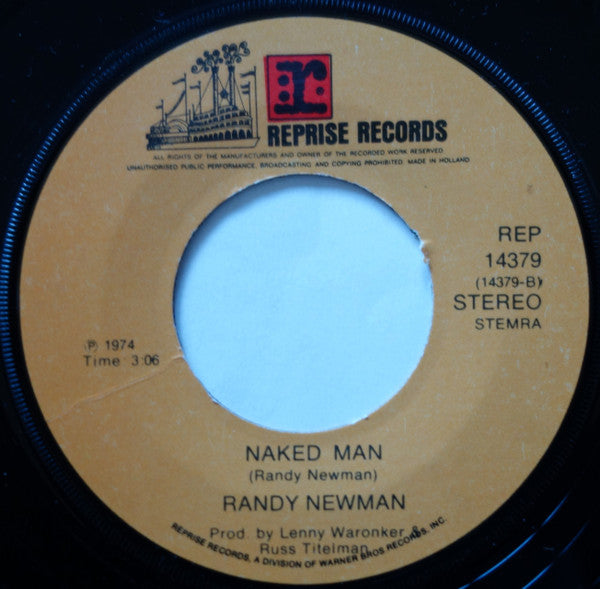 r:
REPRISE RECORDS
ALL RIGHTS OF THE MANUFACTURERS AND OWNER OF THE RECORDED WORK RESERVED.
UNAUTHORISED PUBLIC PERFORMANCE, BROADCASTING AND COPYING PROHIBITED. MADE IN HOLLAND
REP
14379
(14379-B)
STEREO
STEMRA
℗ 1974
Time: 3:06
NAKED MAN
(Randy Newman)
RANDY NEWMAN
Prod. by Lenny Waronker &
Russ Titelman
REPRISE RECORDS, A DIVISION OF WARNER BROS. RECORDS, INC.